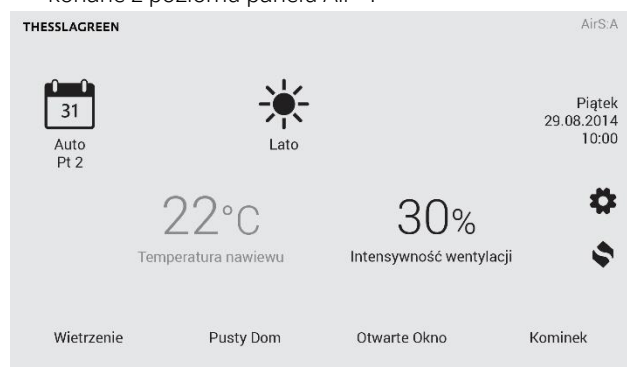 THESSLAGREEN
AirS:A
31
Auto
Pt 2
Lato
Piątek
29.08.2014
10:00
22°C
Temperatura nawiewu
30%
Intensywność wentylacji
Wietrzenie
Pusty Dom
Otwarte Okno
Kominek